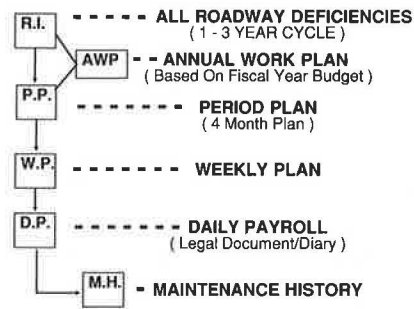 R.I. - - - - - - - ALL ROADWAY DEFICIENCIES
( 1 - 3 YEAR CYCLE )
AWP - - ANNUAL WORK PLAN
( Based On Fiscal Year Budget )
P.P. - - - - - - - PERIOD PLAN
( 4 Month Plan )
W.P. - - - - - - - WEEKLY PLAN
D.P. - - - - - - - DAILY PAYROLL
( Legal Document/Diary )
M.H. - MAINTENANCE HISTORY